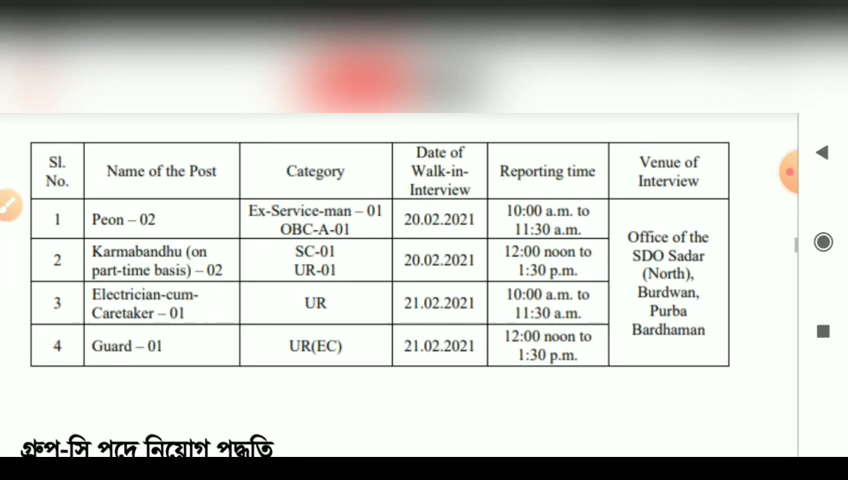 Sl. No. Name of the Post Category Date of Walk-in-Interview Reporting time Venue of Interview
1 Peon – 02 Ex-Service-man – 01 OBC-A-01 20.02.2021 10:00 a.m. to 11:30 a.m. Office of the SDO Sadar (North), Burdwan, Purba Bardhaman
2 Karmabandhu (on part-time basis) – 02 SC-01 UR-01 20.02.2021 12:00 noon to 1:30 p.m.
3 Electrician-cum-Caretaker – 01 UR 21.02.2021 10:00 a.m. to 11:30 a.m.
4 Guard – 01 UR(EC) 21.02.2021 12:00 noon to 1:30 p.m.
গ্রুপ-সি পদে নিয়োগ পদ্ধতি